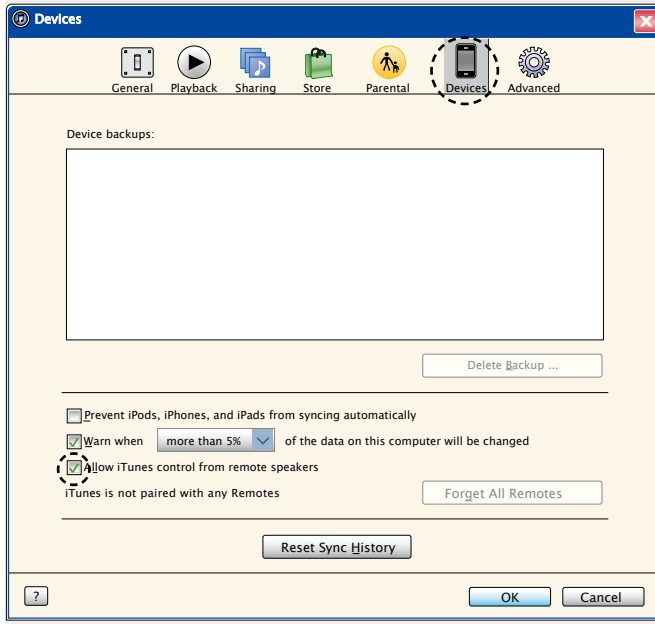 Devices
General Playback Sharing Store Parental Devices Advanced
Device backups:
Delete Backup ...
Prevent iPods, iPhones, and iPads from syncing automatically
Warn when more than 5% of the data on this computer will be changed
Allow iTunes control from remote speakers
iTunes is not paired with any Remotes Forget All Remotes
Reset Sync History
? OK Cancel